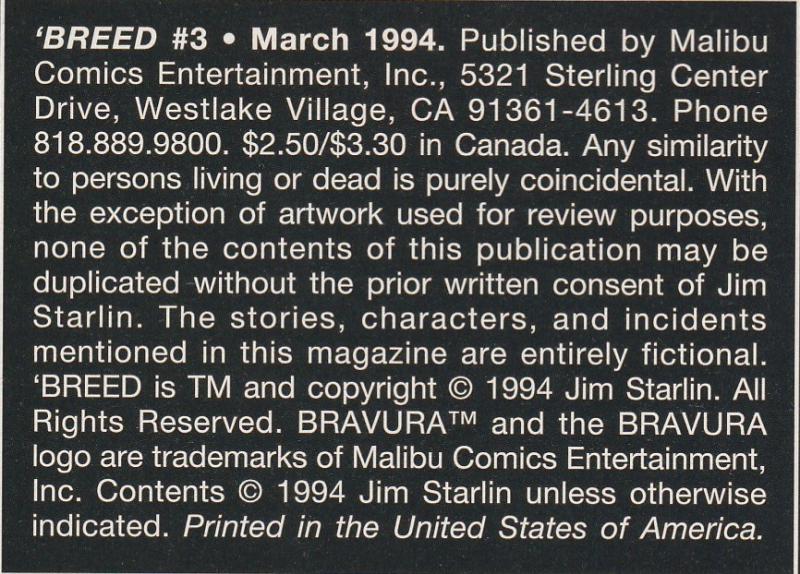 ‘BREED #3 • March 1994. Published by Malibu
Comics Entertainment, Inc., 5321 Sterling Center
Drive, Westlake Village, CA 91361-4613. Phone
818.889.9800. $2.50/$3.30 in Canada. Any similarity
to persons living or dead is purely coincidental. With
the exception of artwork used for review purposes,
none of the contents of this publication may be
duplicated without the prior written consent of Jim
Starlin. The stories, characters, and incidents
mentioned in this magazine are entirely fictional.
‘BREED is TM and copyright © 1994 Jim Starlin. All
Rights Reserved. BRAVURA™ and the BRAVURA
logo are trademarks of Malibu Comics Entertainment,
Inc. Contents © 1994 Jim Starlin unless otherwise
indicated. Printed in the United States of America.